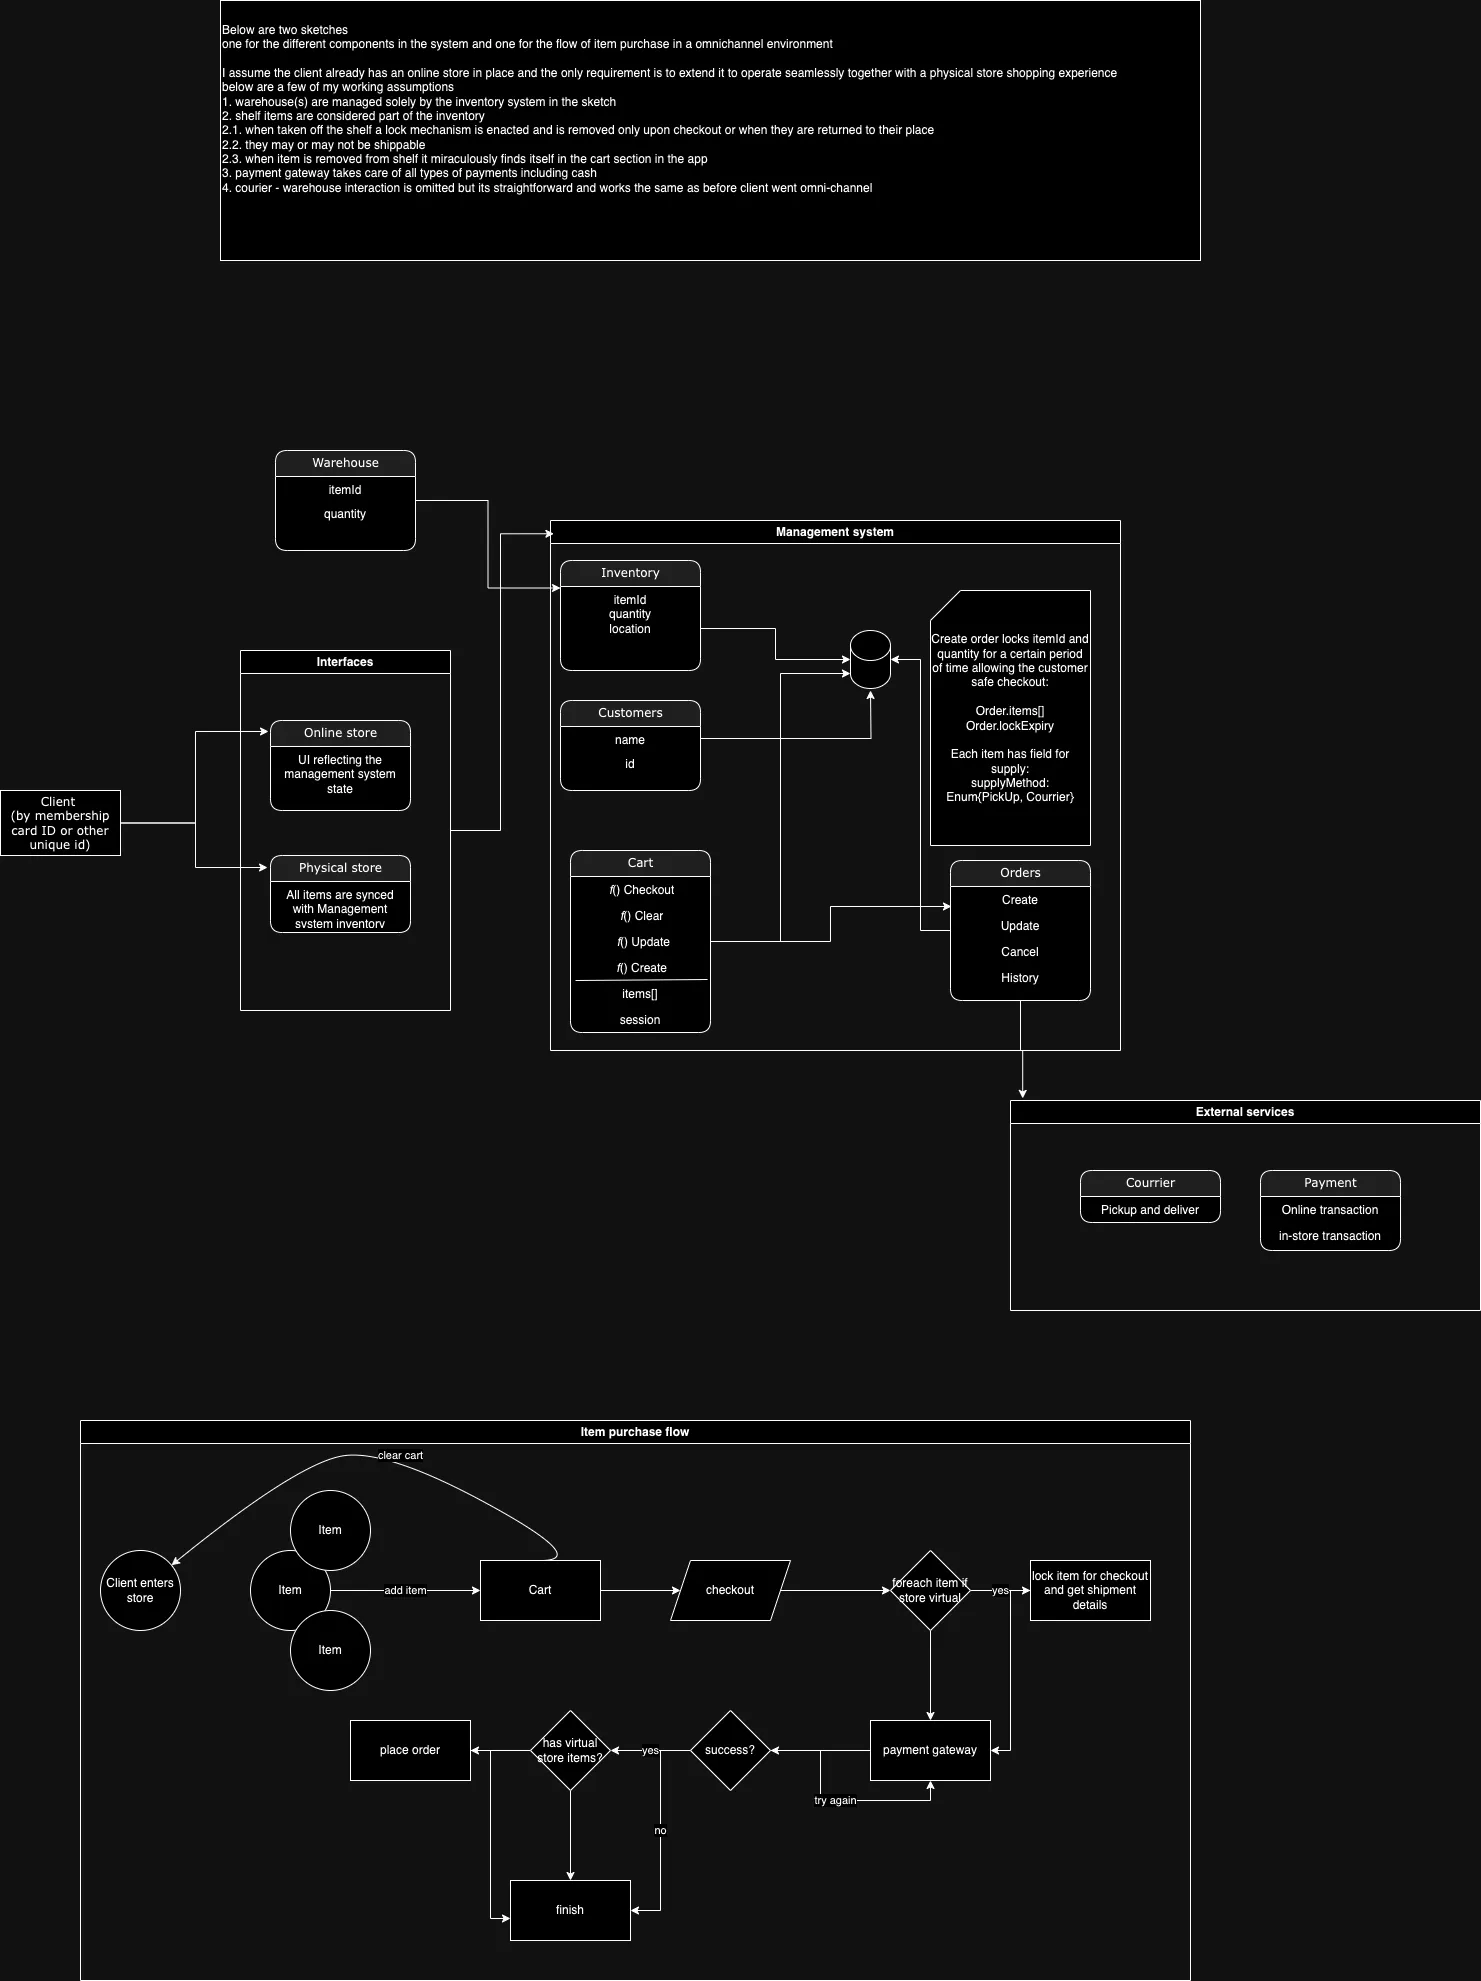 Below are two sketches
one for the different components in the system and one for the flow of item purchase in a omnichannel environment
I assume the client already has an online store in place and the only requirement is to extend it to operate seamlessly together with a physical store shopping experience
below are a few of my working assumptions
1. warehouse(s) are managed solely by the inventory system in the sketch
2. shelf items are considered part of the inventory
2.1. when taken off the shelf a lock mechanism is enacted and is removed only upon checkout or when they are returned to their place
2.2. they may or may not be shippable
2.3. when item is removed from shelf it miraculously finds itself in the cart section in the app
3. payment gateway takes care of all types of payments including cash
4. courier - warehouse interaction is omitted but its straightforward and works the same as before client went omni-channel
Warehouse
itemId
quantity
Management system
Inventory
itemId
quantity
location
Customers
name
id
Create order locks itemId and
quantity for a certain period
of time allowing the customer
safe checkout:
Order.items[]
Order.lockExpiry
Each item has field for
supply:
supplyMethod:
Enum{PickUp, Courrier}
Interfaces
Online store
UI reflecting the
management system
state
Physical store
All items are synced
with Management
system inventory
Client
(by membership
card ID or other
unique id)
Cart
f() Checkout
f() Clear
f() Update
f() Create
items[]
session
Orders
Create
Update
Cancel
History
External services
Courrier
Pickup and deliver
Payment
Online transaction
in-store transaction
Item purchase flow
clear cart
Client enters
store
Item
Item
Item
add item
Cart
checkout
foreach item if
store virtual
yes
lock item for checkout
and get shipment
details
place order
has virtual
store items?
yes
success?
payment gateway
try again
no
finish